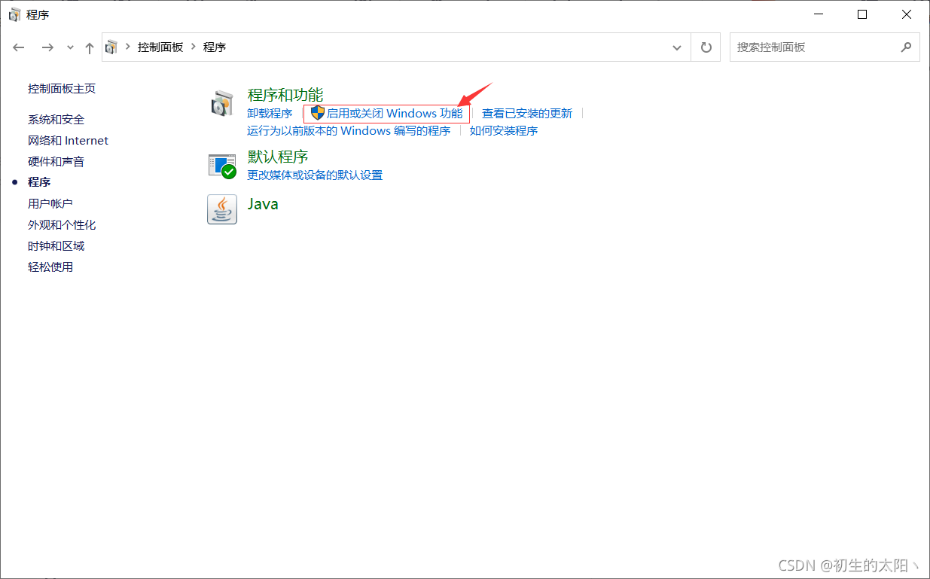 程序
控制面板 程序
搜索控制面板
控制面板主页
系统和安全
网络和 Internet
硬件和声音
程序
用户帐户
外观和个性化
时钟和区域
轻松使用
程序和功能
卸载程序 启用或关闭 Windows 功能 查看已安装的更新
运行为以前版本的 Windows 编写的程序 如何安装程序
默认程序
更改媒体或设备的默认设置
Java
CSDN @初生的太阳丶